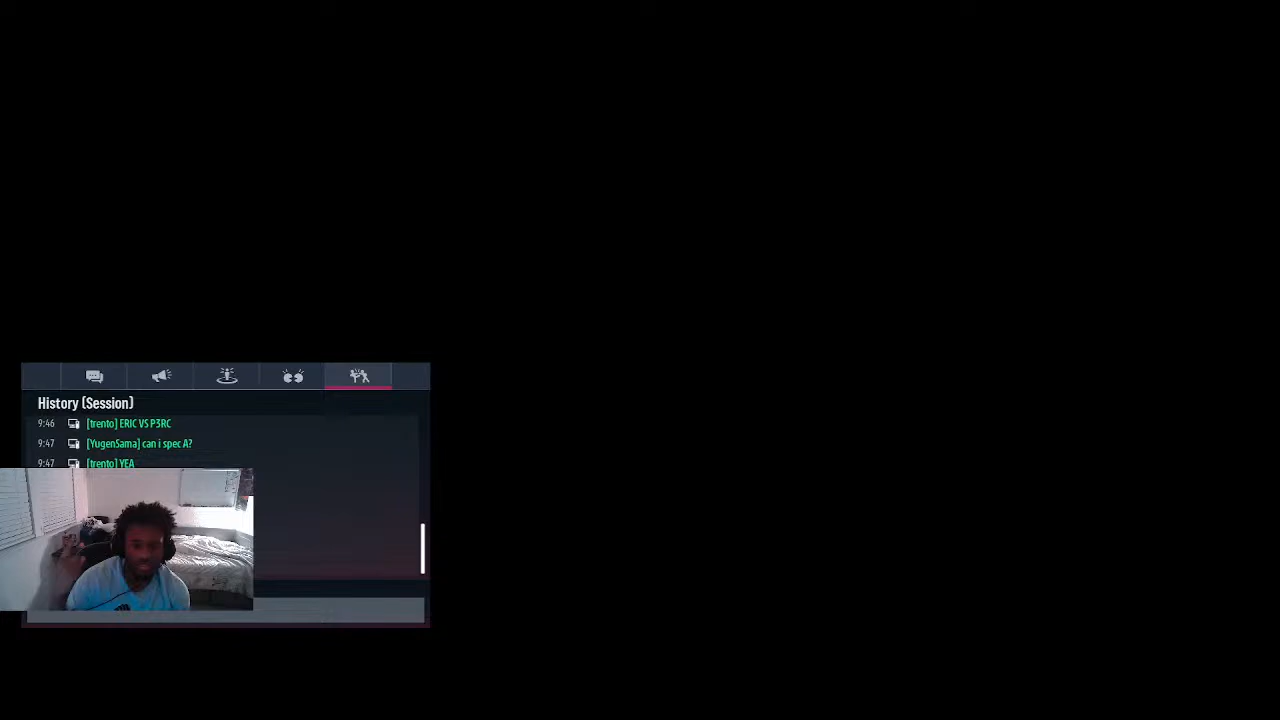 History (Session)
9:46 [trento] ERIC VS P3RC
9:47 [YugenSama] can i spec A?
9:47 [trento] YEA